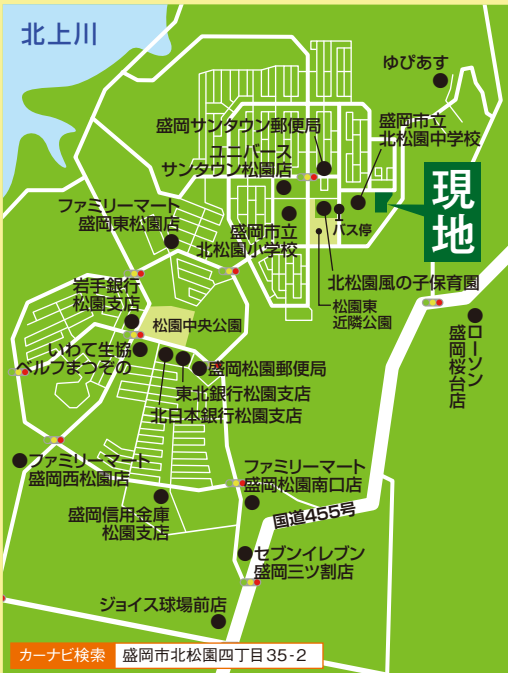 北上川
ゆぴあす
盛岡サンタウン郵便局
盛岡市立
北松園中学校
ユニバース
サンタウン松園店
現地
ファミリーマート
盛岡東松園店
盛岡市立
北松園小学校
バス停
北松園風の子保育園
岩手銀行
松園支店
松園東
近隣公園
松園中央公園
ローソン
盛岡桜台店
いわて生協
ベルフまつぞの
盛岡松園郵便局
東北銀行松園支店
北日本銀行松園支店
ファミリーマート
盛岡西松園店
ファミリーマート
盛岡松園南口店
盛岡信用金庫
松園支店
国道455号
セブンイレブン
盛岡三ツ割店
ジョイス球場前店
カーナビ検索 盛岡市北松園四丁目35-2